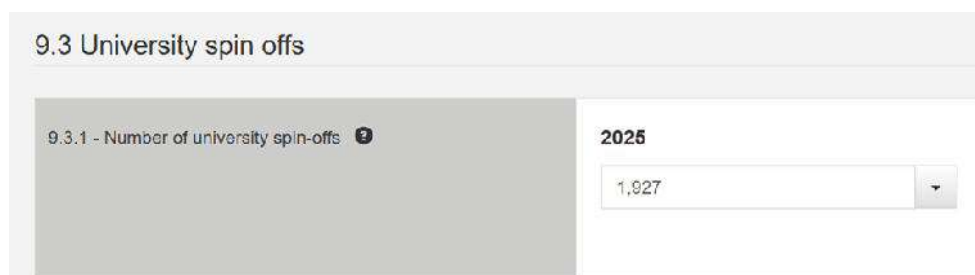 9.3 University spin offs
9.3.1 - Number of university spin-offs ?
2025
1,927